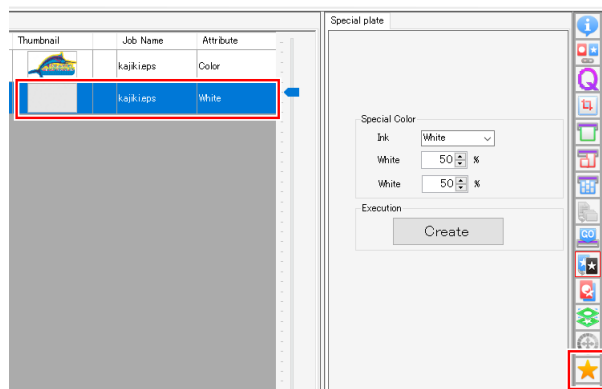 Special plate
Thumbnail Job Name Attribute
kajiki.eps Color
kajiki.eps White
Special Color
Ink White
White 50 %
White 50 %
Execution
Create
Q
GO